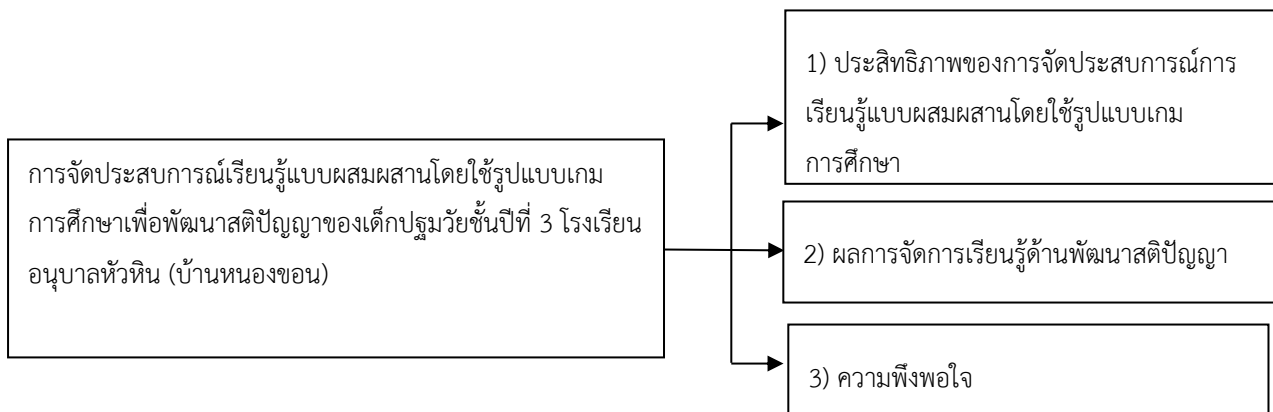 1) ประสิทธิภาพของการจัดประสบการณ์การ
เรียนรู้แบบผสมผสานโดยใช้รูปแบบเกม
การศึกษา
การจัดประสบการณ์เรียนรู้แบบผสมผสานโดยใช้รูปแบบเกม
การศึกษาเพื่อพัฒนาสติปัญญาของเด็กปฐมวัยชั้นปีที่ 3 โรงเรียน
อนุบาลหัวหิน (บ้านหนองขอน)
2) ผลการจัดการเรียนรู้ด้านพัฒนาสติปัญญา
3) ความพึงพอใจ